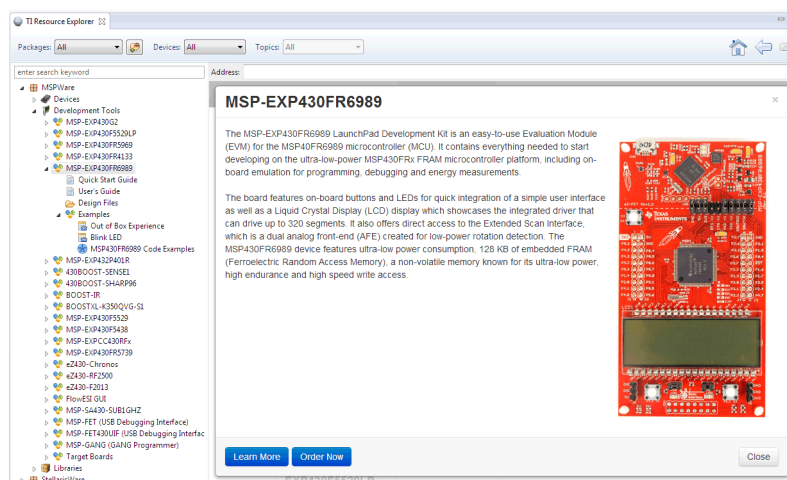 TI Resource Explorer
Packages: All Devices: All Topics: All
enter search keyword
Address:
MSPWare
Devices
Development Tools
MSP-EXP430G2
MSP-EXP430F5529LP
MSP-EXP430FR5969
MSP-EXP430FR4133
MSP-EXP430FR6989
Quick Start Guide
User's Guide
Design Files
Examples
Out of Box Experience
Blink LED
MSP430FR6989 Code Examples
MSP-EXP432P401R
430BOOST-SENSE1
430BOOST-SHARP96
BOOST-IR
BOOSTXL-K350QVG-S1
MSP-EXP430F5529
MSP-EXP430F5438
MSP-EXPCC430RFx
MSP-EXP430FR5739
eZ430-Chronos
eZ430-RF2500
eZ430-F2013
FlowESI GUI
MSP-SA430-SUB1GHZ
MSP-FET (USB Debugging Interface)
MSP-FET430UIF (USB Debugging Interfac
MSP-GANG (GANG Programmer)
Target Boards
Libraries
StellarisWare
MSP-EXP430FR6989
The MSP-EXP430FR6989 LaunchPad Development Kit is an easy-to-use Evaluation Module
(EVM) for the MSP40FR6989 microcontroller (MCU). It contains everything needed to start
developing on the ultra-low-power MSP430FRx FRAM microcontroller platform, including on-
board emulation for programming, debugging and energy measurements.
The board features on-board buttons and LEDs for quick integration of a simple user interface
as well as a Liquid Crystal Display (LCD) display which showcases the integrated driver that
can drive up to 320 segments. It also offers direct access to the Extended Scan Interface,
which is a dual analog front-end (AFE) created for low-power rotation detection. The
MSP430FR6989 device features ultra-low power consumption, 128 KB of embedded FRAM
(Ferroelectric Random Access Memory), a non-volatile memory known for its ultra-low power,
high endurance and high speed write access.
TEXAS
INSTRUMENTS
Learn More
Order Now
Close
EXP430F5529LP